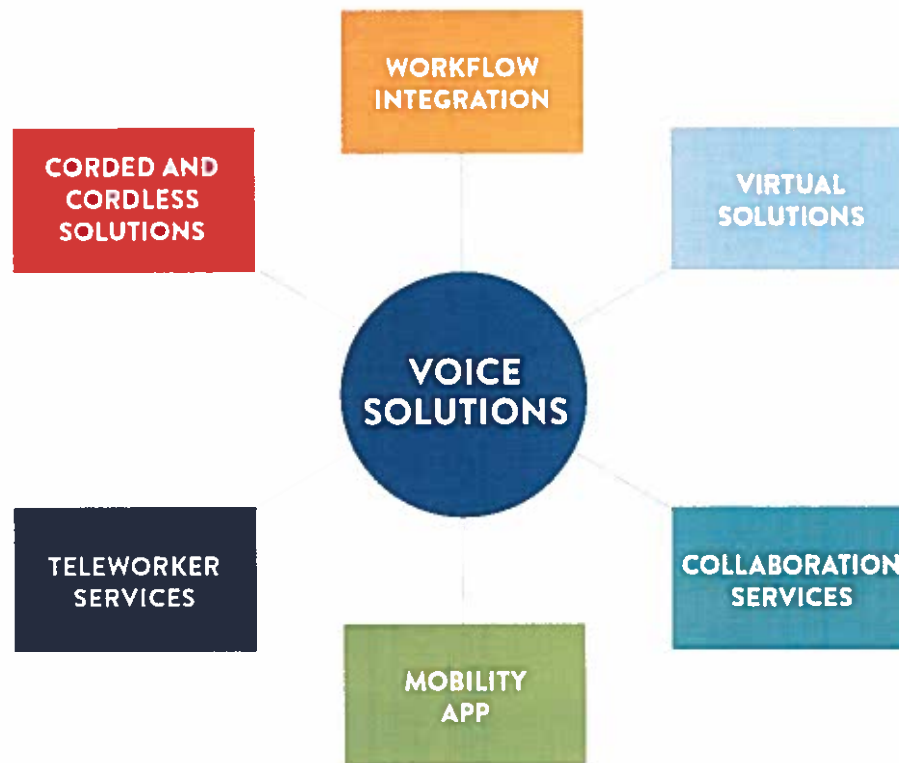 WORKFLOW
INTEGRATION
CORDED AND
CORDLESS
SOLUTIONS
VIRTUAL
SOLUTIONS
VOICE
SOLUTIONS
TELEWORKER
SERVICES
COLLABORATION
SERVICES
MOBILITY
APP